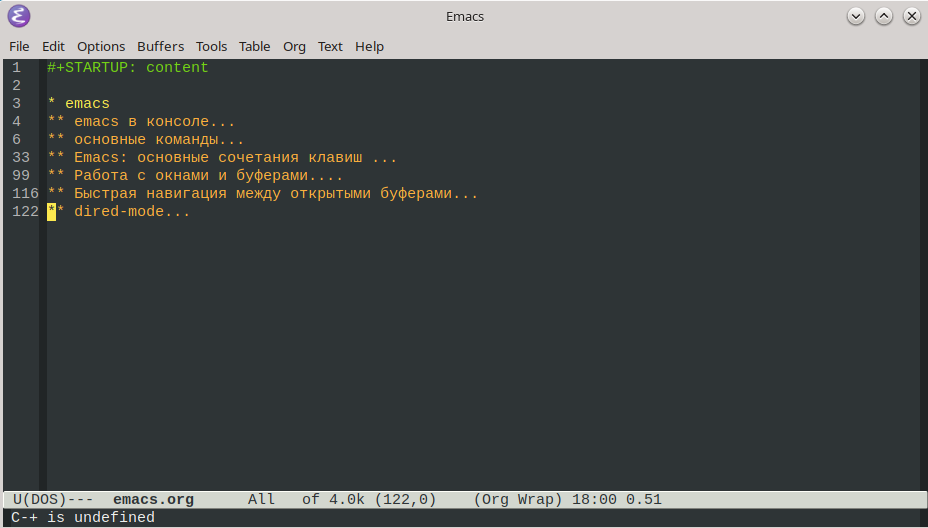 Emacs
File Edit Options Buffers Tools Table Org Text Help
1 #+STARTUP: content
2
3 * emacs
4 ** emacs в консоле...
6 ** основные команды...
33 ** Emacs: основные сочетания клавиш ...
99 ** Работа с окнами и буферами....
116 ** Быстрая навигация между открытыми буферами...
122 ** dired-mode...
U(DOS)--- emacs.org All of 4.0k (122,0) (Org Wrap) 18:00 0.51
C-+ is undefined